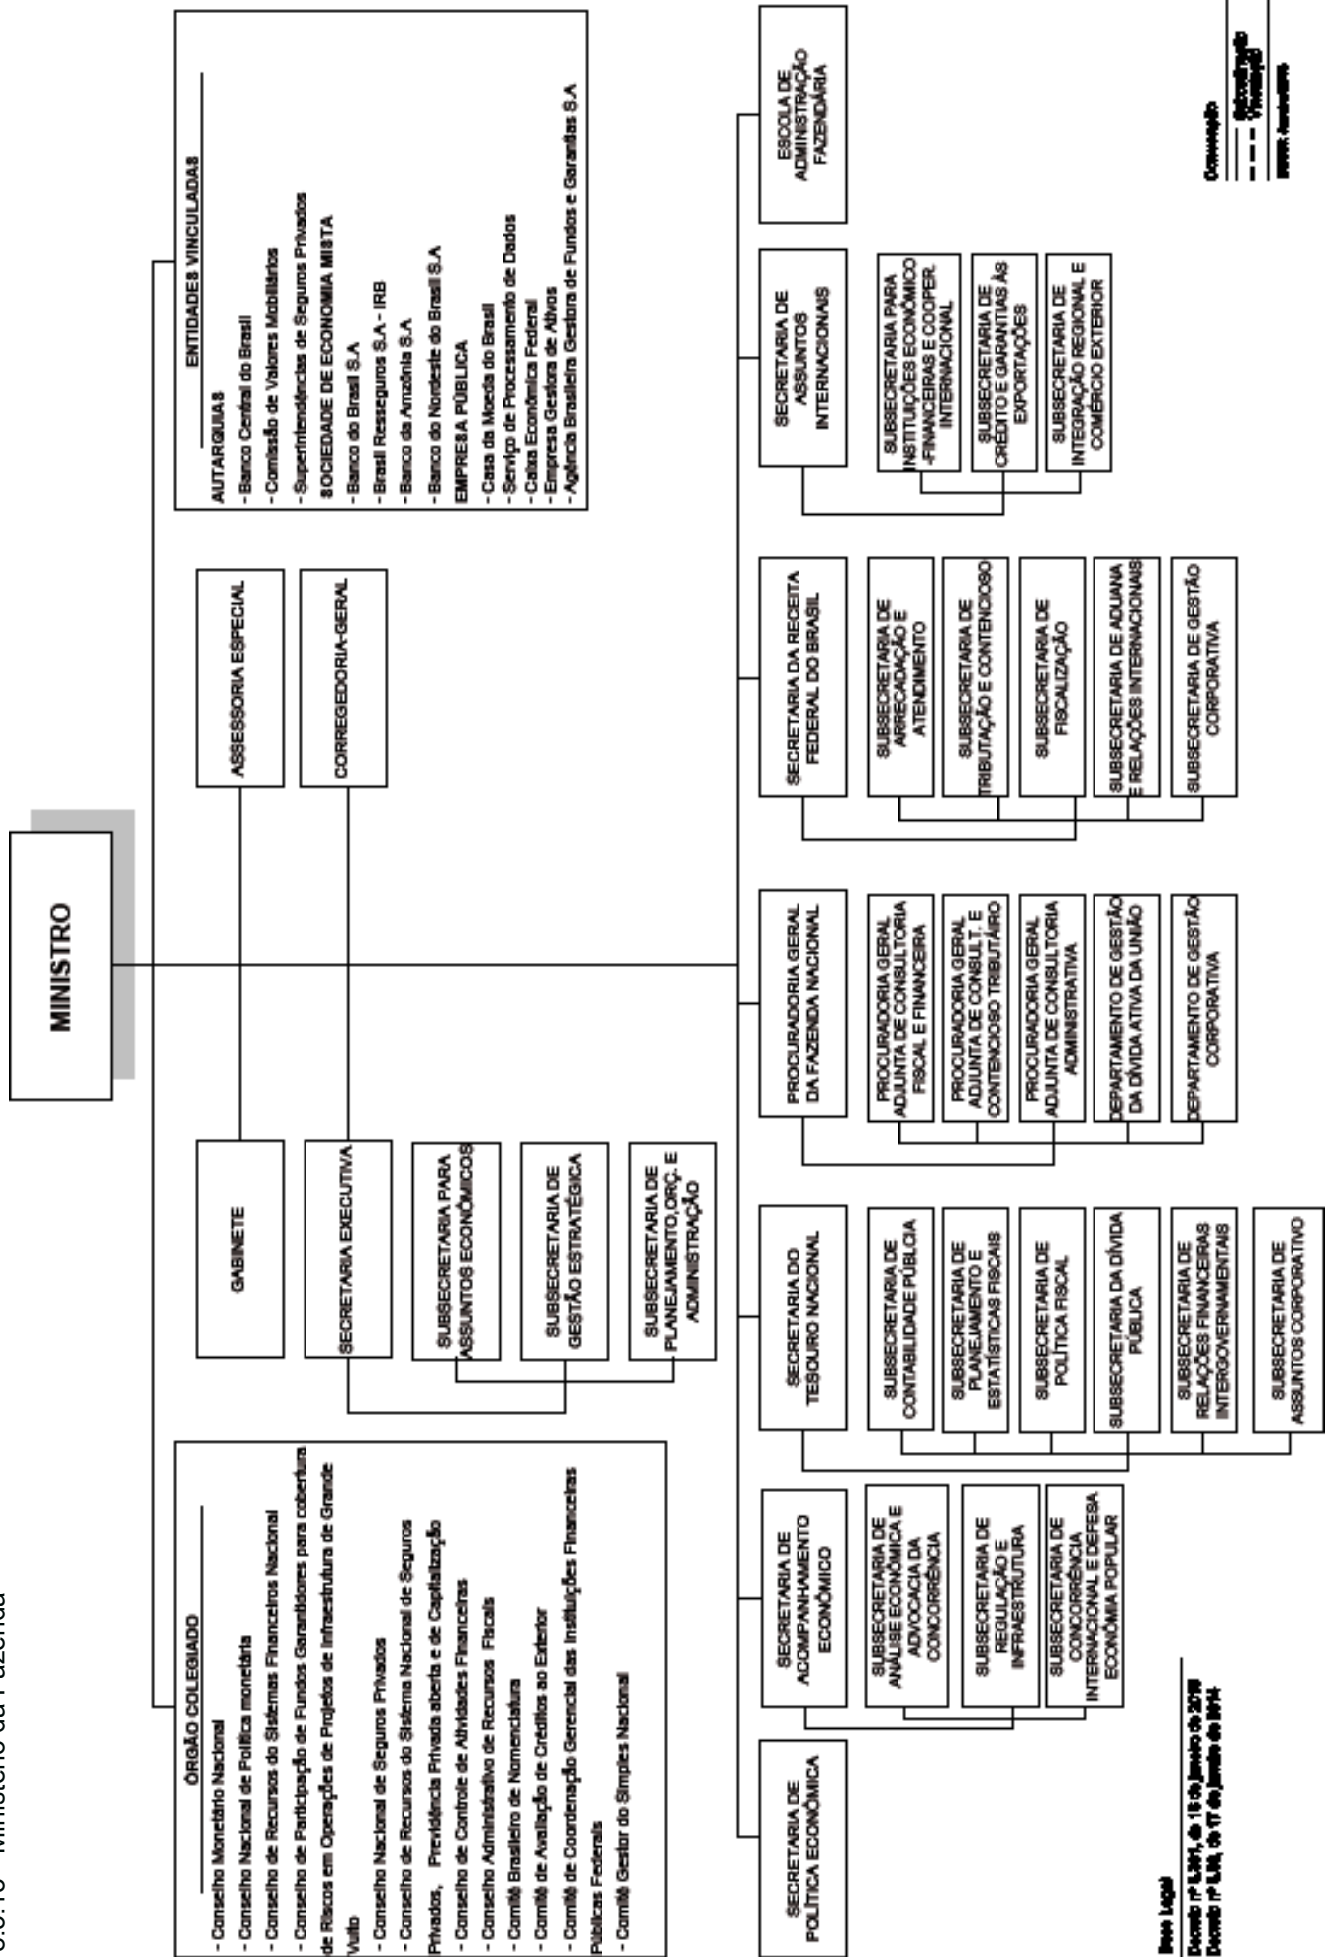 Ministério da Fazenda
MINISTRO
ÓRGÃO COLEGIADO
- Conselho Monetário Nacional
- Conselho Nacional de Política monetária
- Conselho de Recursos do Sistemas Financeiros Nacional
- Conselho de Participação de Fundos Garantidores para cobertura
de Riscos em Operações de Projetos de Infraestrutura de Grande
Vulto
- Conselho Nacional de Seguros Privados
- Conselho de Recursos do Sistema Nacional de Seguros
Privados, Previdência Privada aberta e de Capitalização
- Conselho de Controle de Atividades Financeiras
- Conselho Administrativo de Recursos Fiscais
- Comitê Brasileiro de Nomenclatura
- Comitê de Avaliação de Créditos ao Exterior
- Comitê de Coordenação Gerencial das Instituições Financeiras
Públicas Federais
- Comitê Gestor do Simples Nacional
GABINETE
SECRETARIA EXECUTIVA
SUBSECRETARIA PARA
ASSUNTOS ECONÔMICOS
SUBSECRETARIA DE
GESTÃO ESTRATÉGICA
SUBSECRETARIA DE
PLANEJAMENTO,ORÇ. E
ADMINISTRAÇÃO
ASSESSORIA ESPECIAL
CORREGEDORIA-GERAL
ENTIDADES VINCULADAS
AUTARQUIAS
- Banco Central do Brasil
- Comissão de Valores Mobiliários
- Superintendências de Seguros Privados
SOCIEDADE DE ECONOMIA MISTA
- Banco do Brasil S.A
- Brasil Resseguros S.A - IRB
- Banco da Amazônia S.A
- Banco do Nordeste do Brasil S.A
EMPRESA PÚBLICA
- Casa da Moeda do Brasil
- Serviço de Processamento de Dados
- Caixa Econômica Federal
- Empresa Gestora de Ativos
- Agência Brasileira Gestora de Fundos e Garantias S.A
SECRETARIA DE
POLÍTICA ECONÔMICA
SECRETARIA DE
ACOMPANHAMENTO
ECONÔMICO
SUBSECRETARIA DE
ANÁLISE ECONÔMICA E
ADVOCACIA DA
CONCORRÊNCIA
SUBSECRETARIA DE
REGULAÇÃO E
INFRAESTRUTURA
SUBSECRETARIA DE
CONCORRÊNCIA
INTERNACIONAL E DEFESA
ECONÔMIA POPULAR
SECRETARIA DO
TESOURO NACIONAL
SUBSECRETARIA DE
CONTABILIDADE PÚBLCIA
SUBSECRETARIA DE
PLANEJAMENTO E
ESTATÍSTICAS FISCAIS
SUBSECRETARIA DE
POLÍTICA FISCAL
SUBSECRETARIA DA DÍVIDA
PÚBLICA
SUBSECRETARIA DE
RELAÇÕES FINANCEIRAS
INTERGOVERNAMENTAIS
SUBSECRETARIA DE
ASSUNTOS CORPORATIVO
PROCURADORIA GERAL
DA FAZENDA NACIONAL
PROCURADORIA GERAL
ADJUNTA DE CONSULTORIA
FISCAL E FINANCEIRA
PROCURADORIA GERAL
ADJUNTA DE CONSULT. E
CONTENCIOSO TRIBUTÁIRO
PROCURADORIA GERAL
ADJUNTA DE CONSULTORIA
ADMINISTRATIVA
DEPARTAMENTO DE GESTÃO
DA DÍVIDA ATIVA DA UNIÃO
DEPARTAMENTO DE GESTÃO
CORPORATIVA
SECRETARIA DA RECEITA
FEDERAL DO BRASIL
SUBSECRETARIA DE
ARRECADAÇÃO E
ATENDIMENTO
SUBSECRETARIA DE
TRIBUTAÇÃO E CONTENCIOSO
SUBSECRETARIA DE
FISCALIZAÇÃO
SUBSECRETARIA DE ADUANA
E RELAÇÕES INTERNACIONAIS
SUBSECRETARIA DE GESTÃO
CORPORATIVA
SECRETARIA DE
ASSUNTOS
INTERNACIONAIS
SUBSECRETARIA PARA
INSTITUIÇÕES ECONÔMICO
-FINANCEIRAS E COOPER.
INTERNACIONAL
SUBSECRETARIA DE
CRÉDITO E GARANTIAS ÀS
EXPORTAÇÕES
SUBSECRETARIA DE
INTEGRAÇÃO REGIONAL E
COMÉRCIO EXTERIOR
ESCOLA DE
ADMINISTRAÇÃO
FAZENDÁRIA
Base Legal
Decreto nº
Decreto nº
Convenção
Subordinação
Vinculação